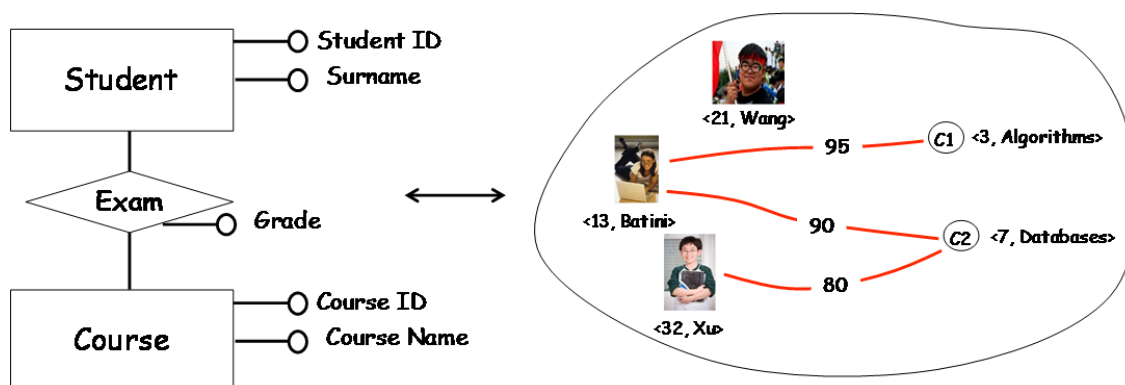 Student
Student ID
Surname
Exam
Grade
Course
Course ID
Course Name
<21, Wang>
95
C1 <3, Algorithms>
<13, Batini>
90
C2 <7, Databases>
80
<32, Xu>